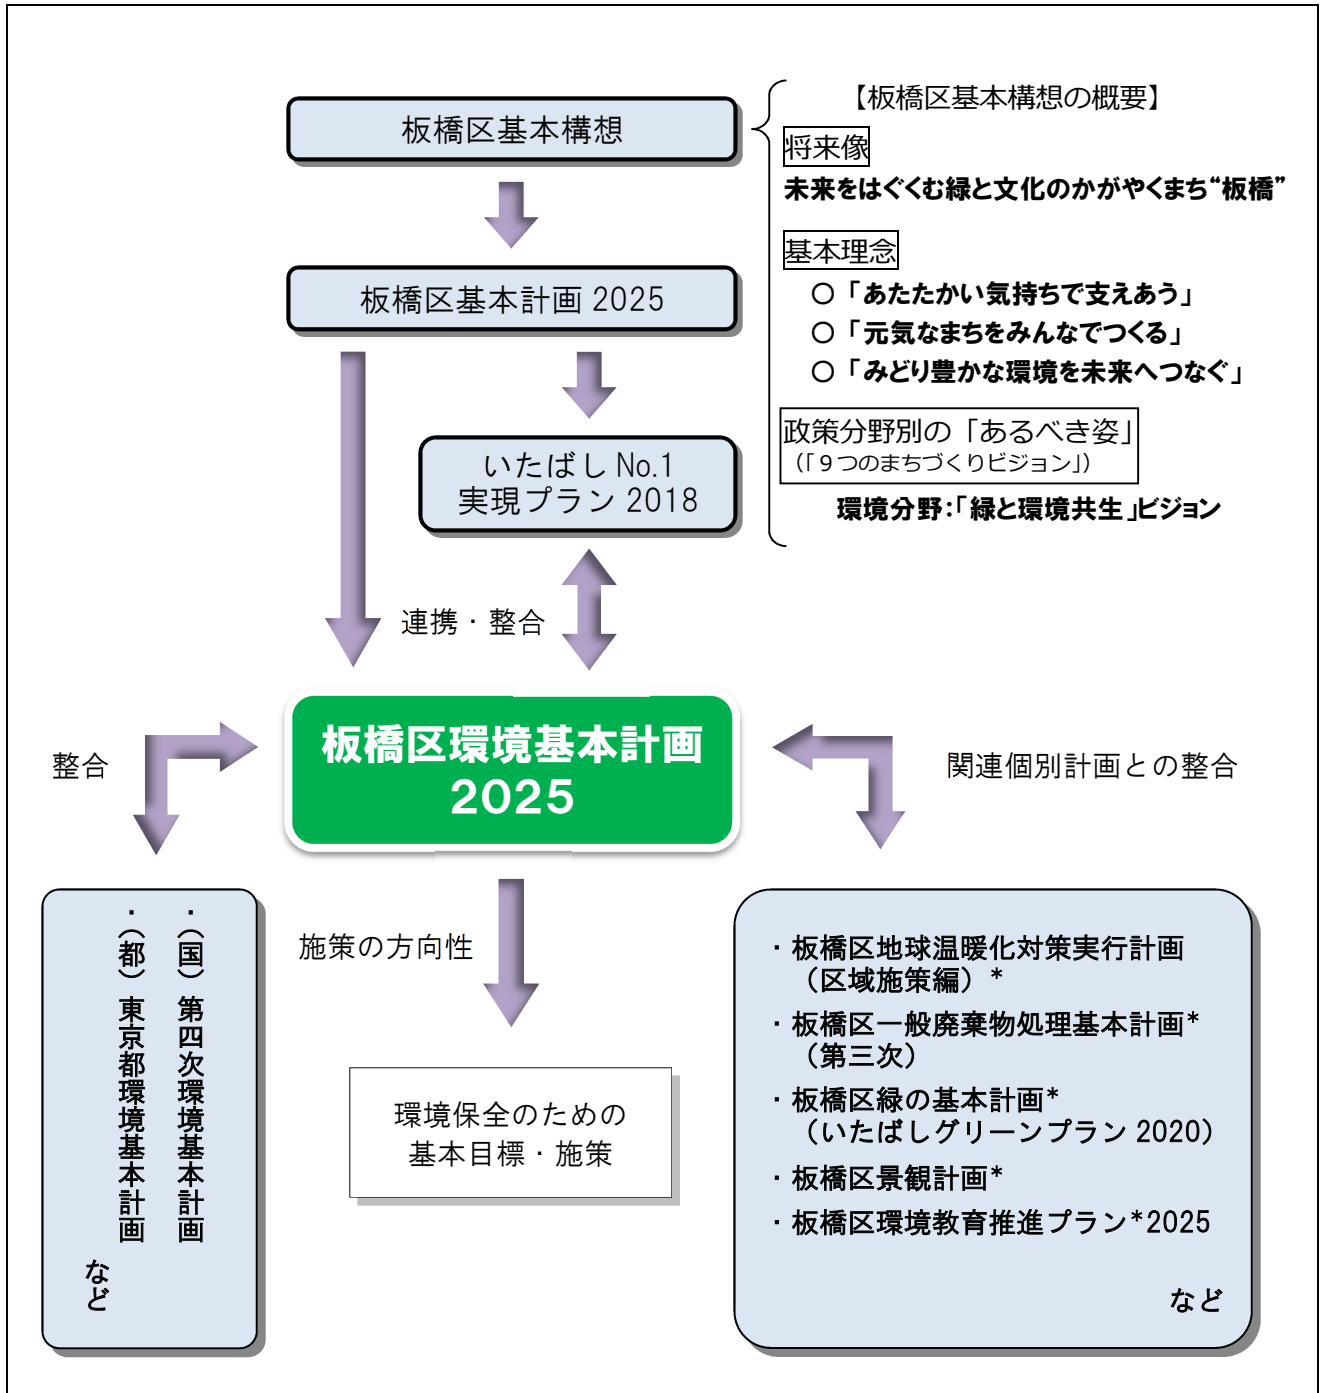 板橋区基本構想
【板橋区基本構想の概要】
将来像
未来をはぐくむ緑と文化のかがやくまち“板橋”
基本理念
○「あたたかい気持ちで支えあう」
○「元気なまちをみんなでつくる」
○「みどり豊かな環境を未来へつなぐ」
政策分野別の「あるべき姿」
（「９つのまちづくりビジョン」）
環境分野：「緑と環境共生」ビジョン
板橋区基本計画 2025
いたばし No.1
実現プラン 2018
連携・整合
板橋区環境基本計画
2025
整合
関連個別計画との整合
施策の方向性
・（国）第四次環境基本計画
・（都）東京都環境基本計画
など
環境保全のための
基本目標・施策
・板橋区地球温暖化対策実行計画
（区域施策編）*
・板橋区一般廃棄物処理基本計画*
（第三次）
・板橋区緑の基本計画*
（いたばしグリーンプラン 2020）
・板橋区景観計画*
・板橋区環境教育推進プラン*2025
など